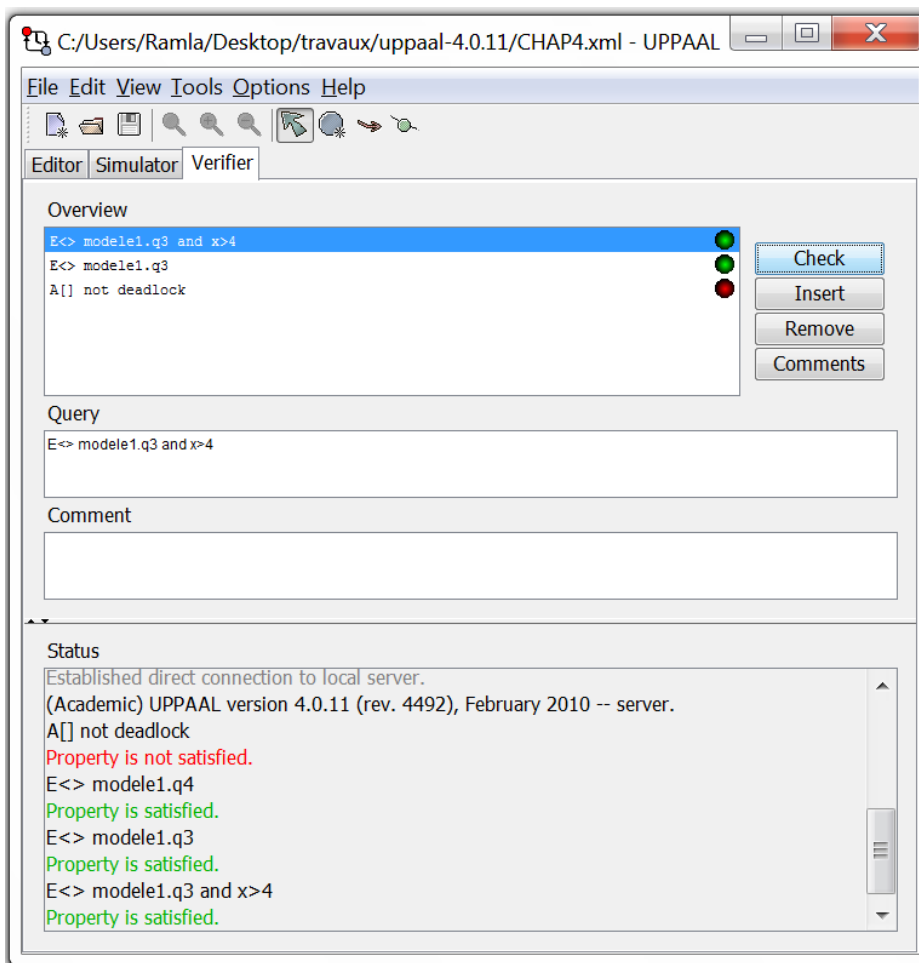 C:/Users/Ramla/Desktop/travaux/uppaal-4.0.11/CHAP4.xml - UPPAAL
File Edit View Tools Options Help
Editor Simulator Verifier
Overview
E<> modele1.q3 and x>4
E<> modele1.q3
A[] not deadlock
Check
Insert
Remove
Comments
Query
E<> modele1.q3 and x>4
Comment
Status
Established direct connection to local server.
(Academic) UPPAAL version 4.0.11 (rev. 4492), February 2010 -- server.
A[] not deadlock
Property is not satisfied.
E<> modele1.q4
Property is satisfied.
E<> modele1.q3
Property is satisfied.
E<> modele1.q3 and x>4
Property is satisfied.